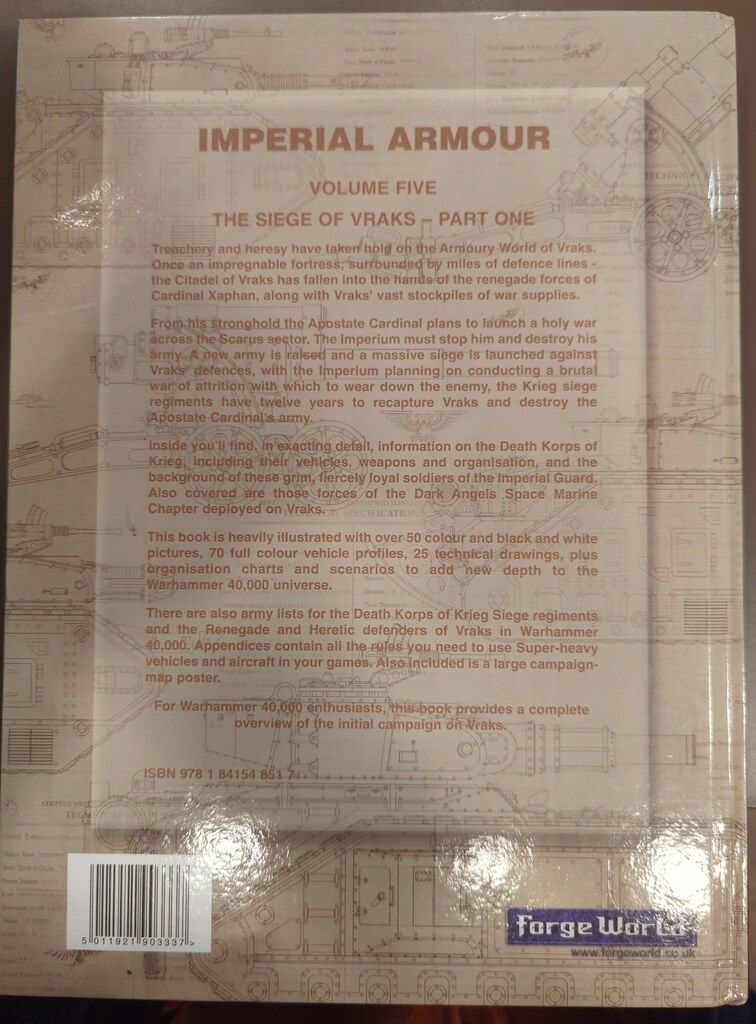 IMPERIAL ARMOUR
VOLUME FIVE
THE SIEGE OF VRAKS – PART ONE
Treachery and heresy have taken hold on the Armoury World of Vraks.
Once an impregnable fortress, surrounded by miles of defence lines -
the Citadel of Vraks has fallen into the hands of the renegade forces of
Cardinal Xaphan, along with Vraks' vast stockpiles of war supplies.
From his stronghold the Apostate Cardinal plans to launch a holy war
across the Scarus sector. The Imperium must stop him and destroy his
army. A new army is raised and a massive siege is launched against
Vraks' defences, with the Imperium planning on conducting a brutal
war of attrition with which to wear down the enemy, the Krieg siege
regiments have twelve years to recapture Vraks and destroy the
Apostate Cardinal's army.
Inside you'll find, in exacting detail, information on the Death Korps of
Krieg, including their vehicles, weapons and organisation, and the
background of these grim, fiercely loyal soldiers of the Imperial Guard.
Also covered are those forces of the Dark Angels Space Marine
Chapter deployed on Vraks.
SPECIFICATION
This book is heavily illustrated with over 50 colour and black and white
pictures, 70 full colour vehicle profiles, 25 technical drawings, plus
organisation charts and scenarios to add new depth to the
Warhammer 40,000 universe.
There are also army lists for the Death Korps of Krieg Siege regiments
and the Renegade and Heretic defenders of Vraks in Warhammer
40,000. Appendices contain all the rules you need to use Super-heavy
vehicles and aircraft in your games. Also included is a large campaign-
map poster.
For Warhammer 40,000 enthusiasts, this book provides a complete
overview of the initial campaign on Vraks.
ISBN 978 1 84154 851 7
5 011921 903337 >
Forge World
www.forgeworld.co.uk